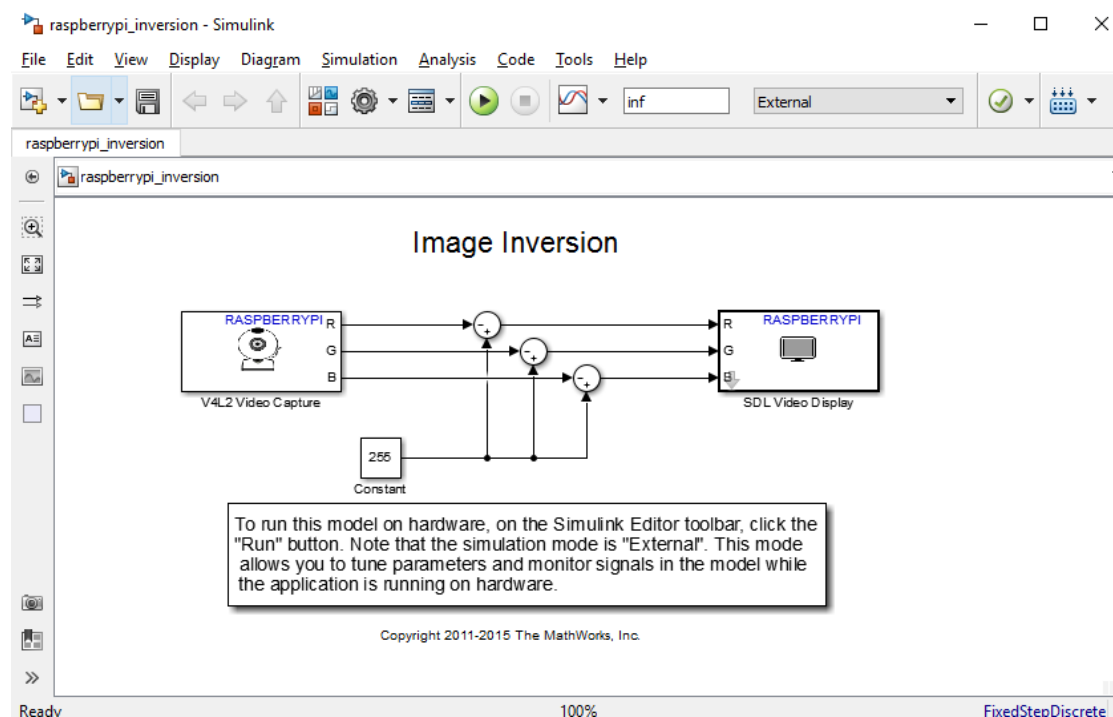 raspberrypi_inversion - Simulink
File Edit View Display Diagram Simulation Analysis Code Tools Help
inf External
raspberrypi_inversion
raspberrypi_inversion
Image Inversion
RASPBERRYPI R
G
B
V4L2 Video Capture
- +
- +
- +
R RASPBERRYPI
G
B
SDL Video Display
255
Constant
To run this model on hardware, on the Simulink Editor toolbar, click the
"Run" button. Note that the simulation mode is "External". This mode
allows you to tune parameters and monitor signals in the model while
the application is running on hardware.
Copyright 2011-2015 The MathWorks, Inc.
Ready 100% FixedStepDiscrete